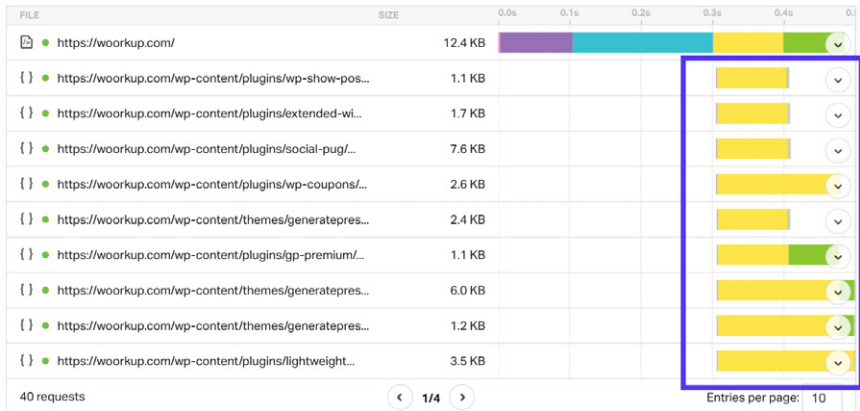 FILE SIZE 0.0s 0.1s 0.2s 0.3s 0.4s
https://woorkup.com/ 12.4 KB
{ } https://woorkup.com/wp-content/plugins/wp-show-pos... 1.1 KB
{ } https://woorkup.com/wp-content/plugins/extended-wi... 1.7 KB
{ } https://woorkup.com/wp-content/plugins/social-pug/... 7.6 KB
{ } https://woorkup.com/wp-content/plugins/wp-coupons/... 2.6 KB
{ } https://woorkup.com/wp-content/themes/generatepres... 2.4 KB
{ } https://woorkup.com/wp-content/plugins/gp-premium/... 1.1 KB
{ } https://woorkup.com/wp-content/themes/generatepres... 6.0 KB
{ } https://woorkup.com/wp-content/themes/generatepres... 1.2 KB
{ } https://woorkup.com/wp-content/plugins/lightweight... 3.5 KB
40 requests 1/4 Entries per page: 10